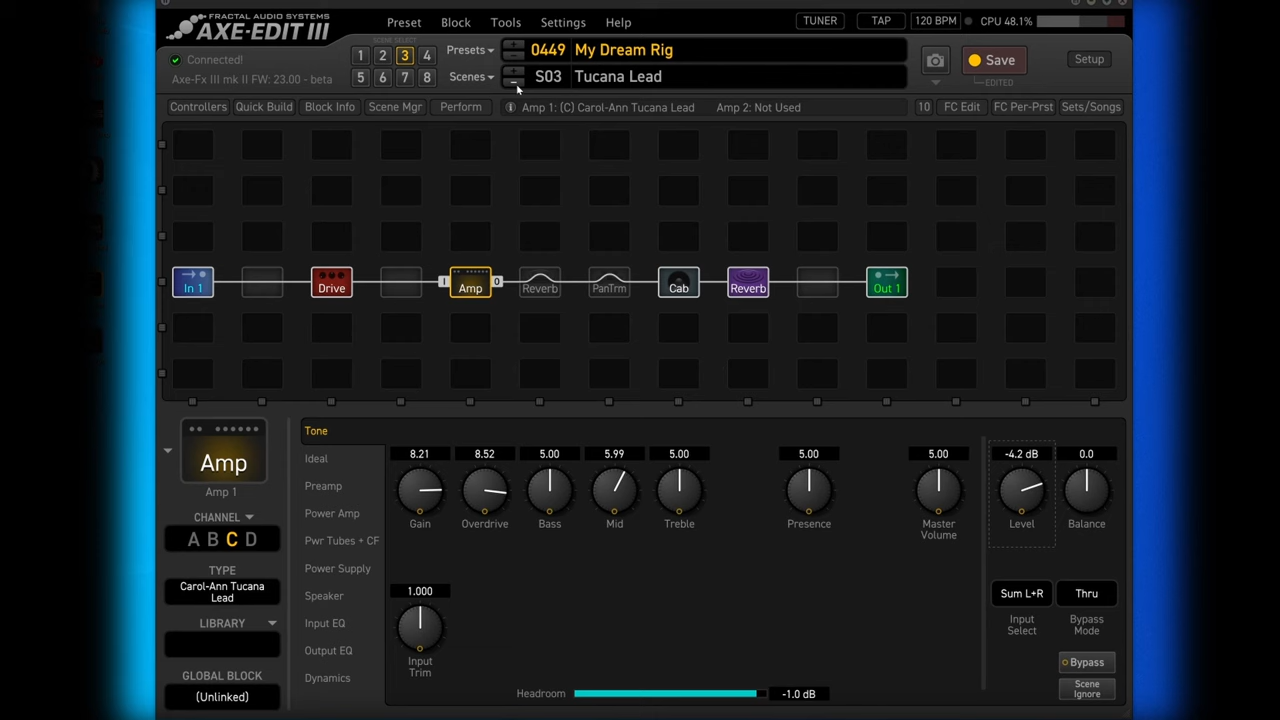 FRACTAL AUDIO SYSTEMS
AXE-EDIT III
Preset Block Tools Settings Help
TUNER TAP 120 BPM CPU 48.1%
SCENE SELECT
1 2 3 4
5 6 7 8
Connected!
Axe-Fx III mk II FW: 23.00 - beta
Presets + − 0449 My Dream Rig
Scenes + − S03 Tucana Lead
Save
EDITED
Setup
Controllers Quick Build Block Info Scene Mgr Perform
Amp 1: (C) Carol-Ann Tucana Lead Amp 2: Not Used
10 FC Edit FC Per-Prst Sets/Songs
In 1 Drive I Amp O Reverb PanTrm Cab Reverb Out 1
Amp
Amp 1
CHANNEL
A B C D
TYPE
Carol-Ann Tucana
Lead
LIBRARY
GLOBAL BLOCK
(Unlinked)
Tone
Ideal
Preamp
Power Amp
Pwr Tubes + CF
Power Supply
Speaker
Input EQ
Output EQ
Dynamics
8.21 8.52 5.00 5.99 5.00 5.00 5.00 -4.2 dB 0.0
Gain Overdrive Bass Mid Treble Presence Master Level Balance
Volume
1.000
Input
Trim
Sum L+R Thru
Input Bypass
Select Mode
Bypass
Scene
Ignore
Headroom -1.0 dB